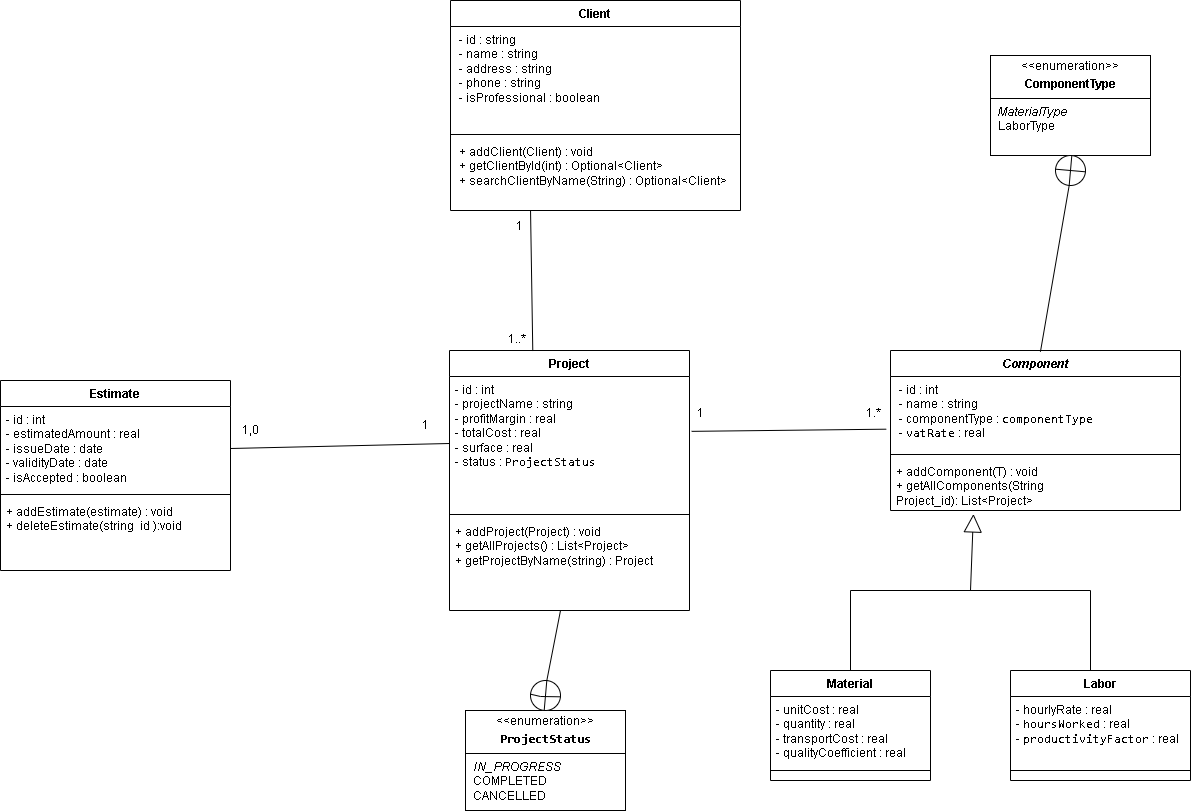 Client
- id : string
- name : string
- address : string
- phone : string
- isProfessional : boolean
+ addClient(Client) : void
+ getClientById(int) : Optional<Client>
+ searchClientByName(String) : Optional<Client>
<<enumeration>>
ComponentType
MaterialType
LaborType
1
1..*
Project
- id : int
- projectName : string
- profitMargin : real
- totalCost : real
- surface : real
- status : ProjectStatus
+ addProject(Project) : void
+ getAllProjects() : List<Project>
+ getProjectByName(string) : Project
Component
- id : int
- name : string
- componentType : componentType
- vatRate : real
+ addComponent(T) : void
+ getAllComponents(String
Project_id): List<Project>
Estimate
- id : int
- estimatedAmount : real
- issueDate : date
- validityDate : date
- isAccepted : boolean
+ addEstimate(estimate) : void
+ deleteEstimate(string id ):void
1,0
1
1
1.*
<<enumeration>>
ProjectStatus
IN_PROGRESS
COMPLETED
CANCELLED
Material
- unitCost : real
- quantity : real
- transportCost : real
- qualityCoefficient : real
Labor
- hourlyRate : real
- hoursWorked : real
- productivityFactor : real